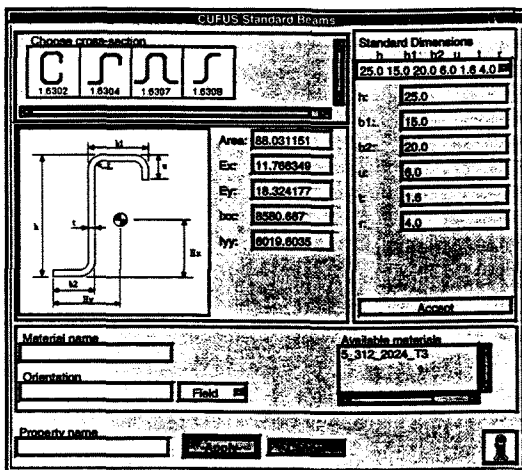 CUFUS Standard Beams
Choose cross-section
1.6302 1.6304 1.6307 1.6308
Standard Dimensions
h b1: b2 u t r
25.0 15.0 20.0 6.0 1.6 4.0
h: 25.0
b1: 15.0
b2: 20.0
u: 6.0
t: 1.6
r: 4.0
Accept
b1
h
t
b2
Ex
Ey
Area: 88.031151
Ex: 11.766349
Ey: 18.324177
Ixx: 8580.667
Iyy: 6019.6035
Material name
Orientation
Field
Available materials
5_312_2024_T3
Property name
Apply